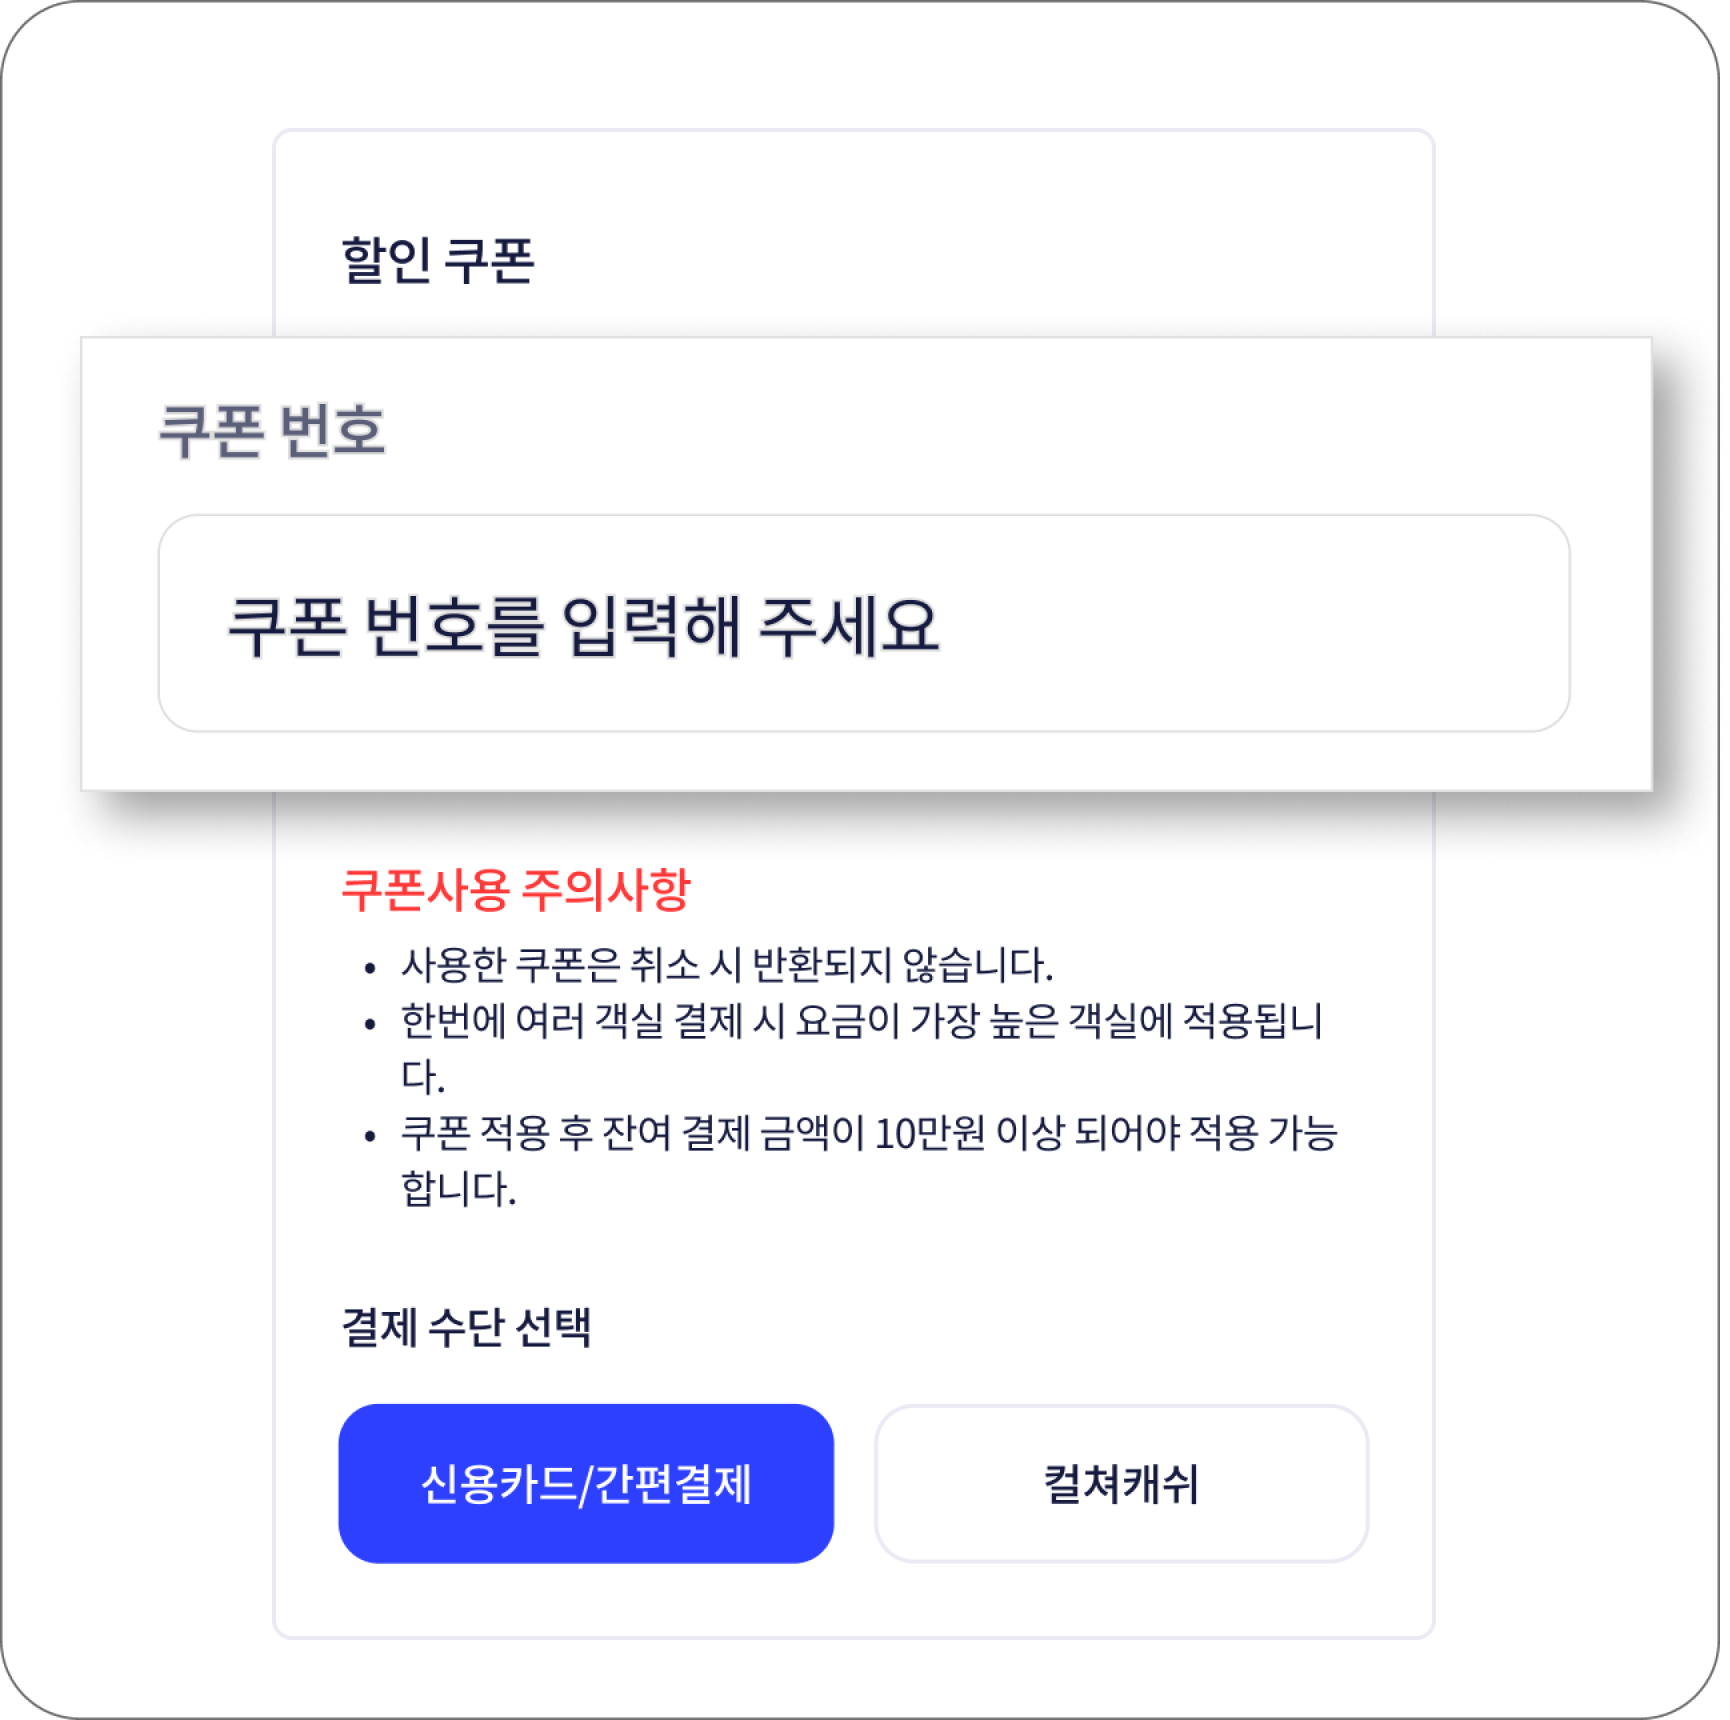 할인 쿠폰
쿠폰 번호
쿠폰 번호를 입력해 주세요
쿠폰사용 주의사항
• 사용한 쿠폰은 취소 시 반환되지 않습니다.
• 한번에 여러 객실 결제 시 요금이 가장 높은 객실에 적용됩니
다.
• 쿠폰 적용 후 잔여 결제 금액이 10만원 이상 되어야 적용 가능
합니다.
결제 수단 선택
신용카드/간편결제
컬쳐캐쉬